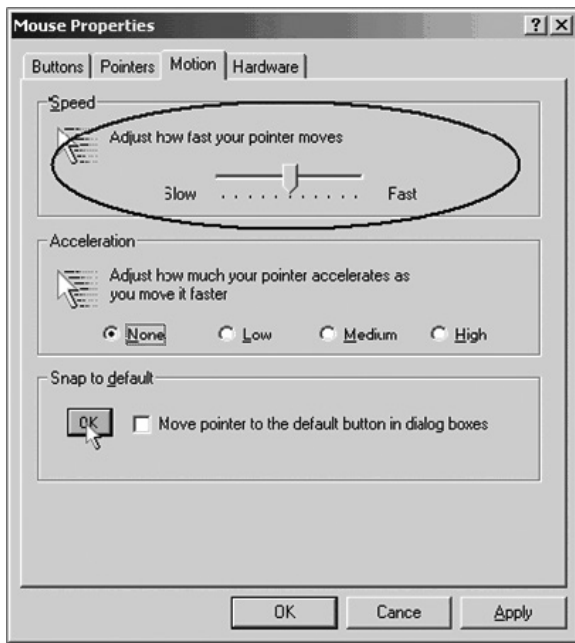 Mouse Properties
Buttons Pointers Motion Hardware
Speed
Adjust how fast your pointer moves
Slow Fast
Acceleration
Adjust how much your pointer accelerates as
you move it faster
None Low Medium High
Snap to default
OK Move pointer to the default button in dialog boxes
OK Cance Apply